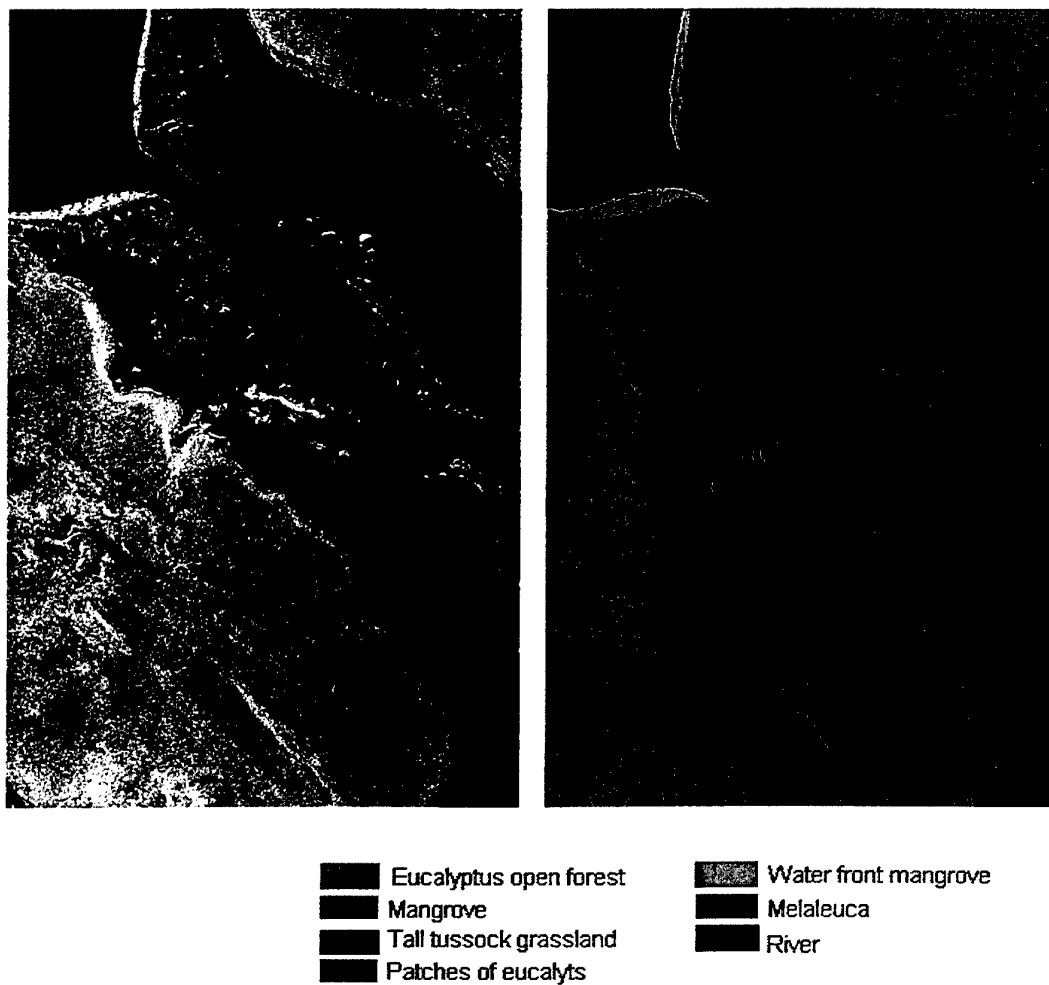 Eucalyptus open forest
Mangrove
Tall tussock grassland
Patches of eucalyts
Water front mangrove
Melaleuca
River